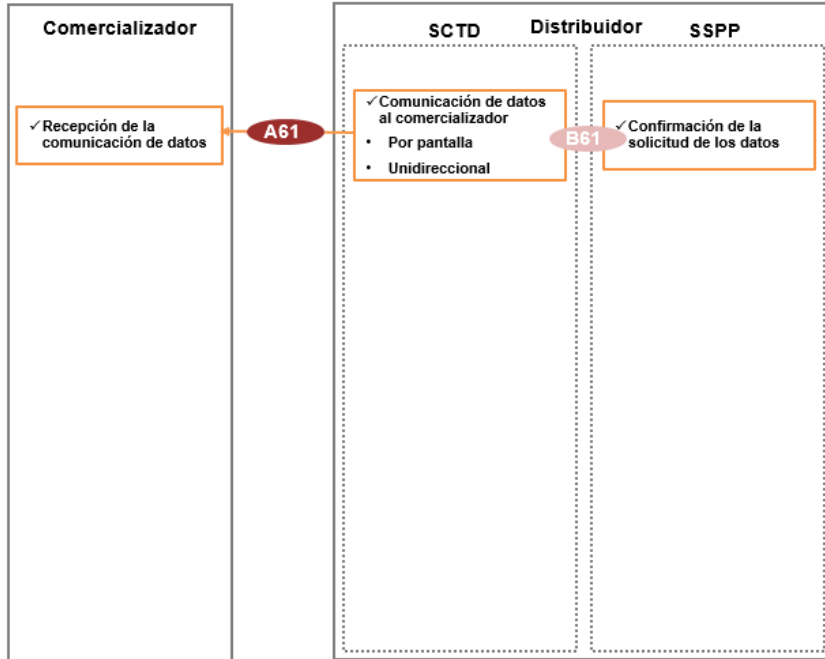 Comercializador
Distribuidor
SCTD
SSPP
✓Recepción de la
comunicación de datos
A61
✓Comunicación de datos
al comercializador
• Por pantalla
• Unidireccional
B61
✓Confirmación de la
solicitud de los datos